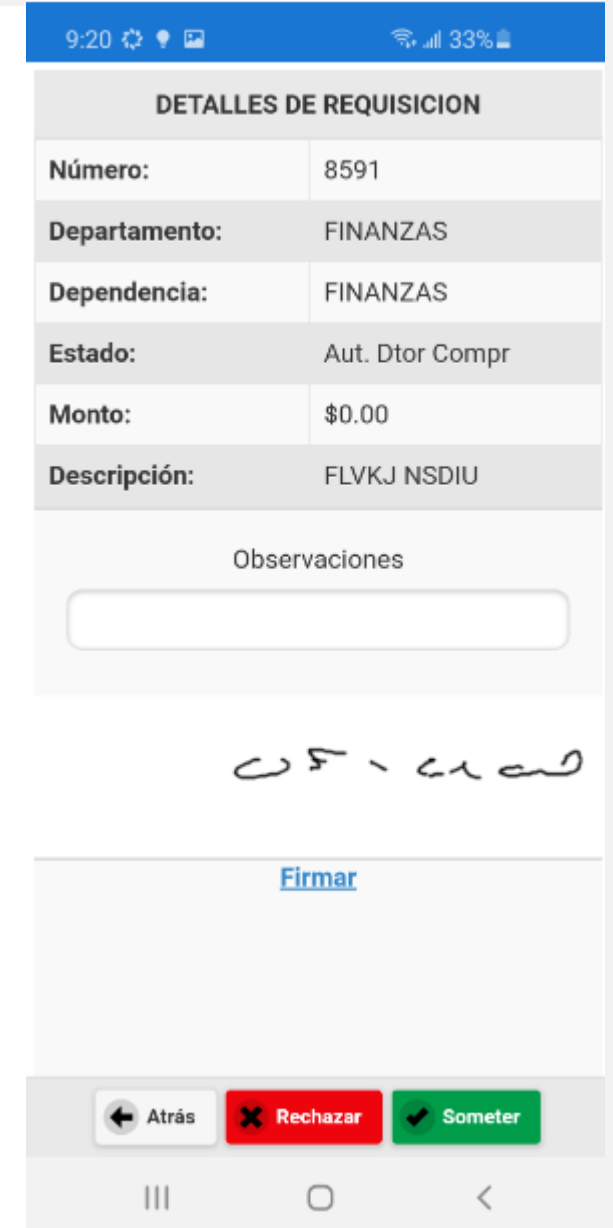 9:20 33%
DETALLES DE REQUISICION
Número: 8591
Departamento: FINANZAS
Dependencia: FINANZAS
Estado: Aut. Dtor Compr
Monto: $0.00
Descripción: FLVKJ NSDIU
Observaciones
Firmar
Atrás Rechazar Someter